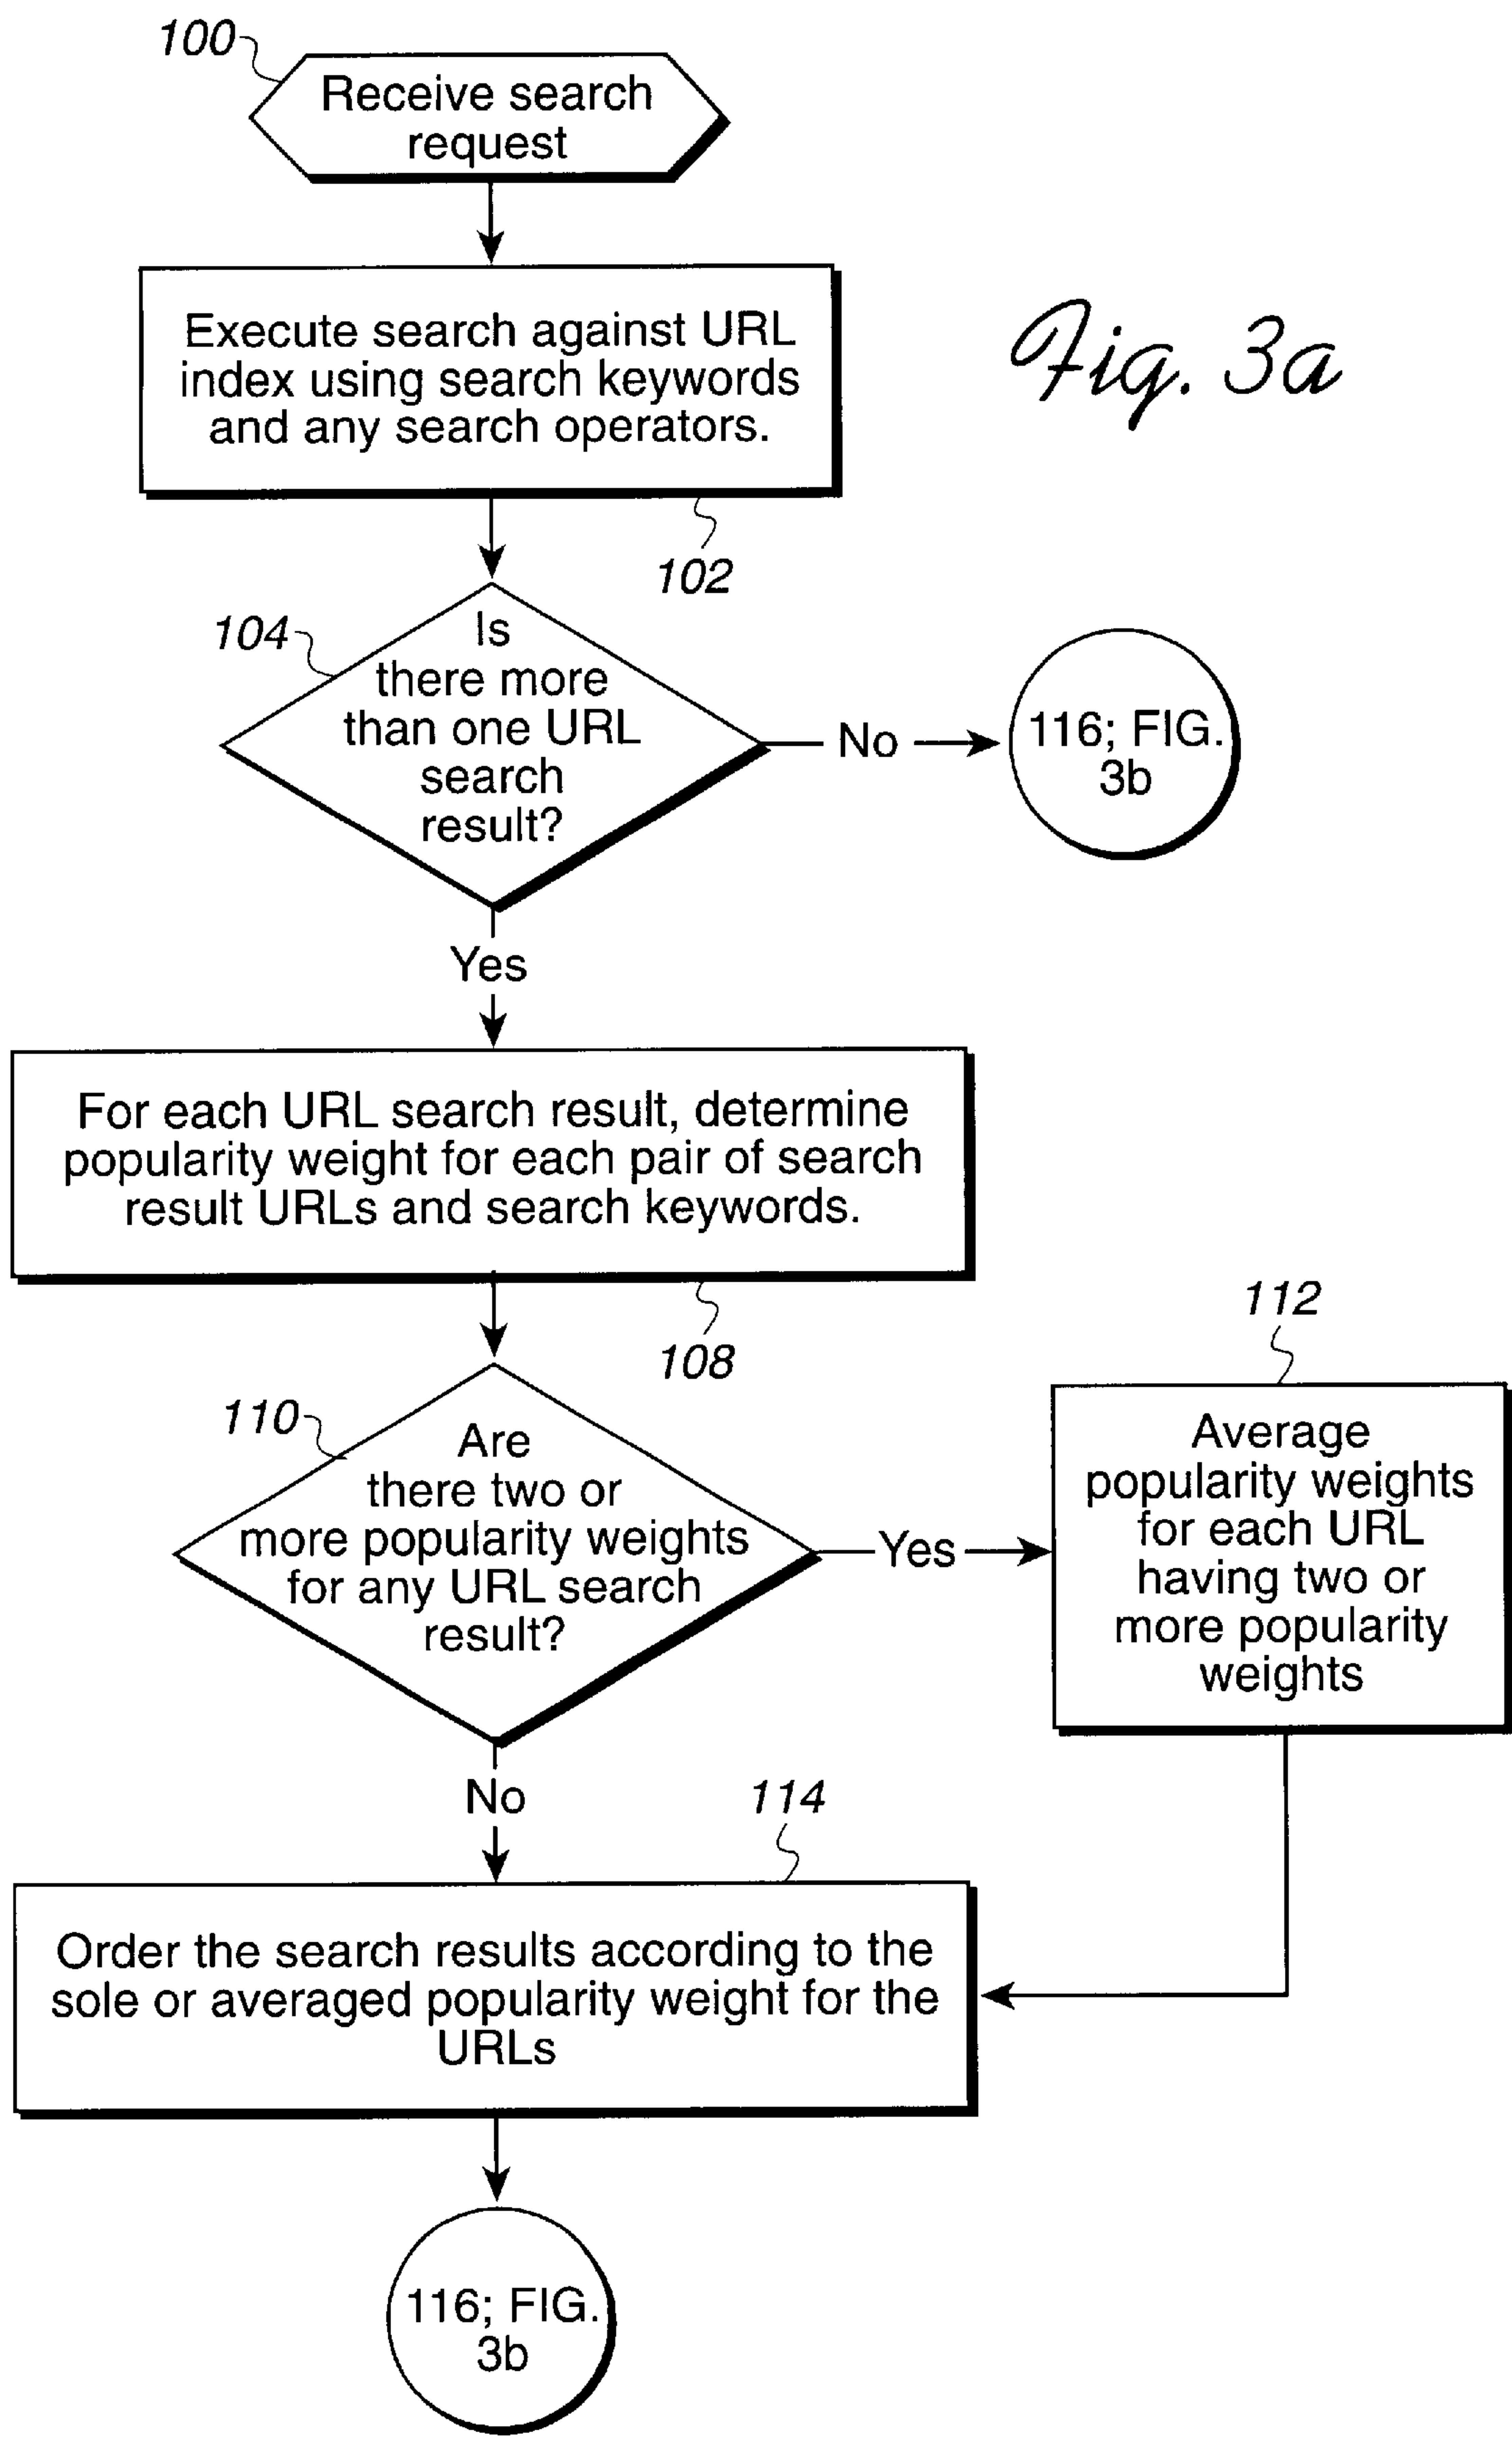 100
Receive search
request
Fig. 3a
Execute search against URL
index using search keywords
and any search operators.
102
104
Is
there more
than one URL
search
result?
No
116; FIG.
3b
Yes
For each URL search result, determine
popularity weight for each pair of search
result URLs and search keywords.
108
112
110
Are
there two or
more popularity weights
for any URL search
result?
Yes
Average
popularity weights
for each URL
having two or
more popularity
weights
No
114
Order the search results according to the
sole or averaged popularity weight for the
URLs
116; FIG.
3b